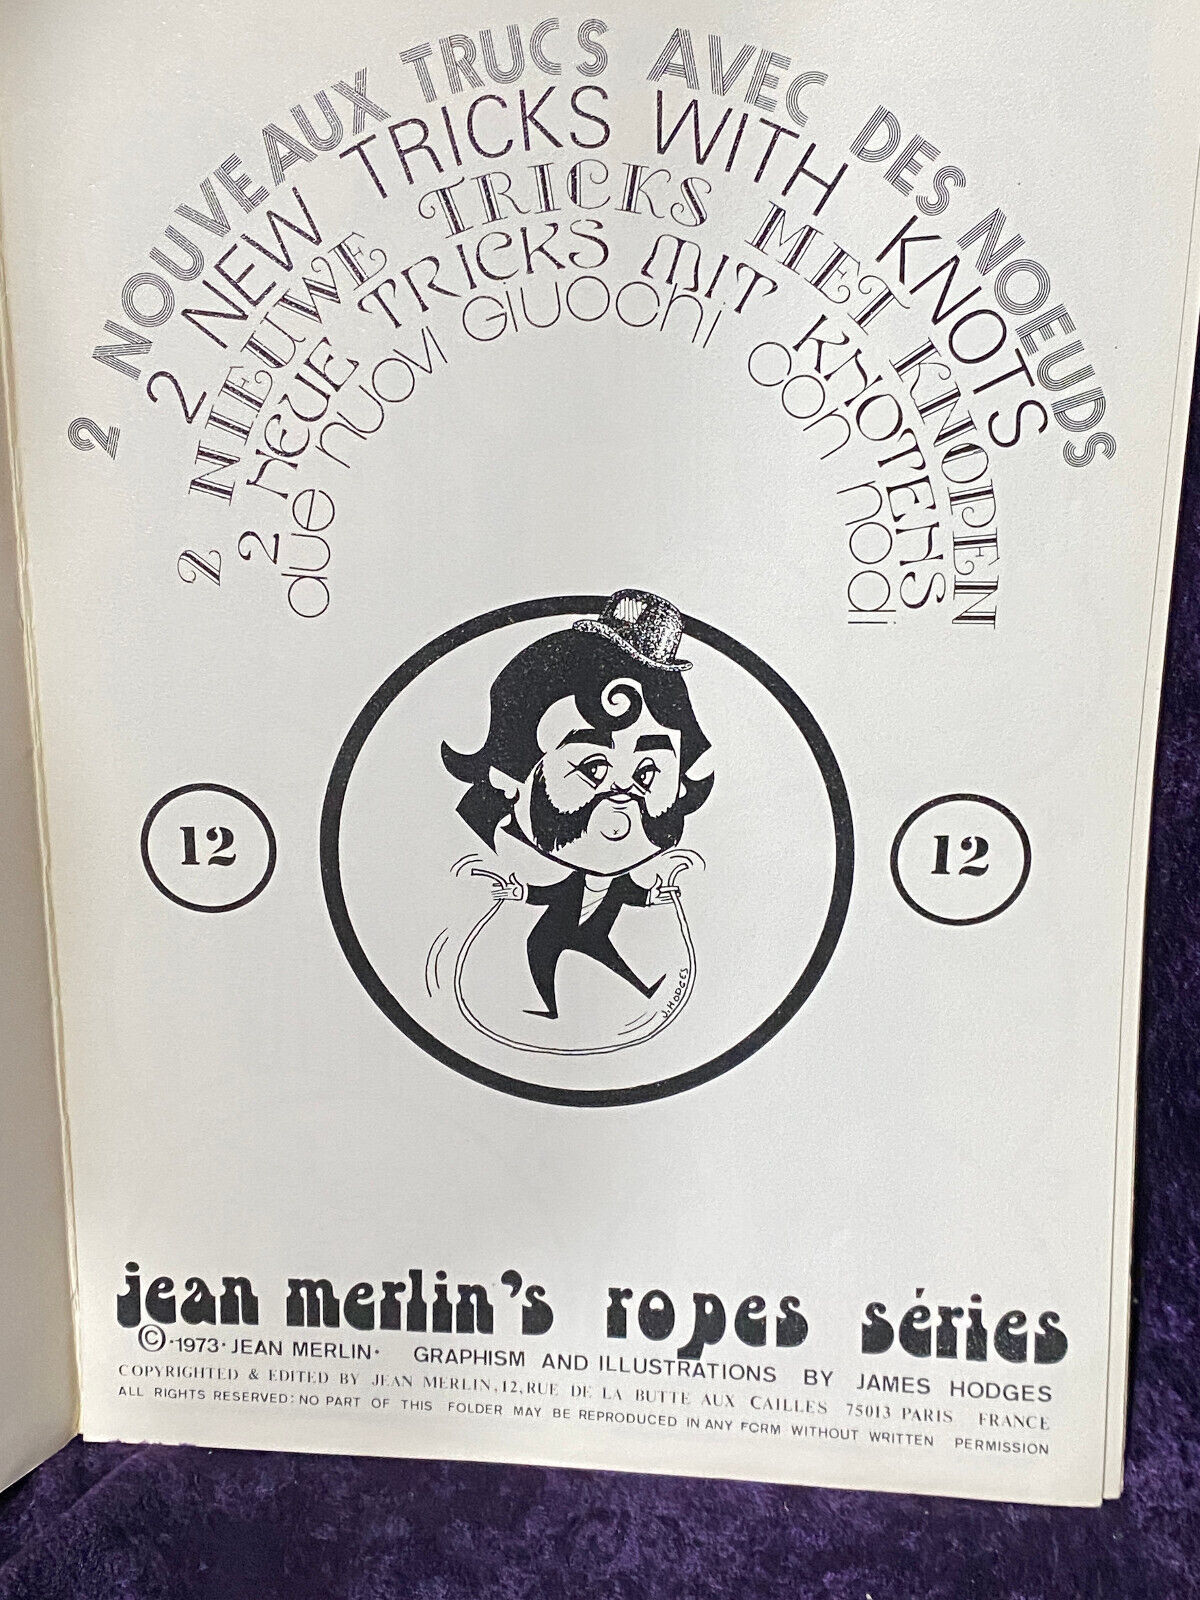 2 NOUVEAUX TRUCS AVEC DES NOEUDS
2 NEW TRICKS WITH KNOTS
2 NIEUWE TRICKS MET KNOPEN
2 NEUE TRICKS MIT KNOTENS
due nuovi giuochi con nodi
12
12
J. HODGES
jean merlin's ropes séries
© · 1973 · JEAN MERLIN · GRAPHISM AND ILLUSTRATIONS BY JAMES HODGES
COPYRIGHTED & EDITED BY JEAN MERLIN, 12, RUE DE LA BUTTE AUX CAILLES 75013 PARIS FRANCE
ALL RIGHTS RESERVED: NO PART OF THIS FOLDER MAY BE REPRODUCED IN ANY FORM WITHOUT WRITTEN PERMISSION